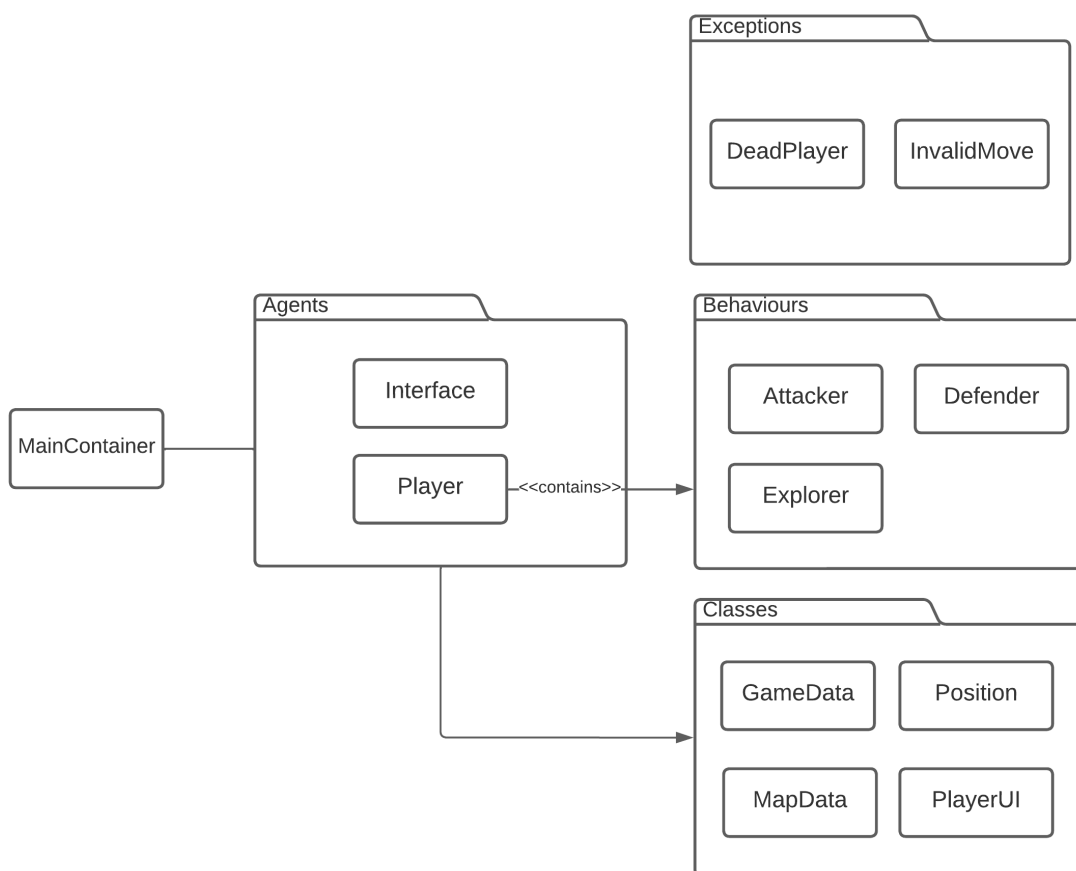 Exceptions
DeadPlayer
InvalidMove
Agents
Interface
Player
<<contains>>
MainContainer
Behaviours
Attacker
Defender
Explorer
Classes
GameData
Position
MapData
PlayerUI